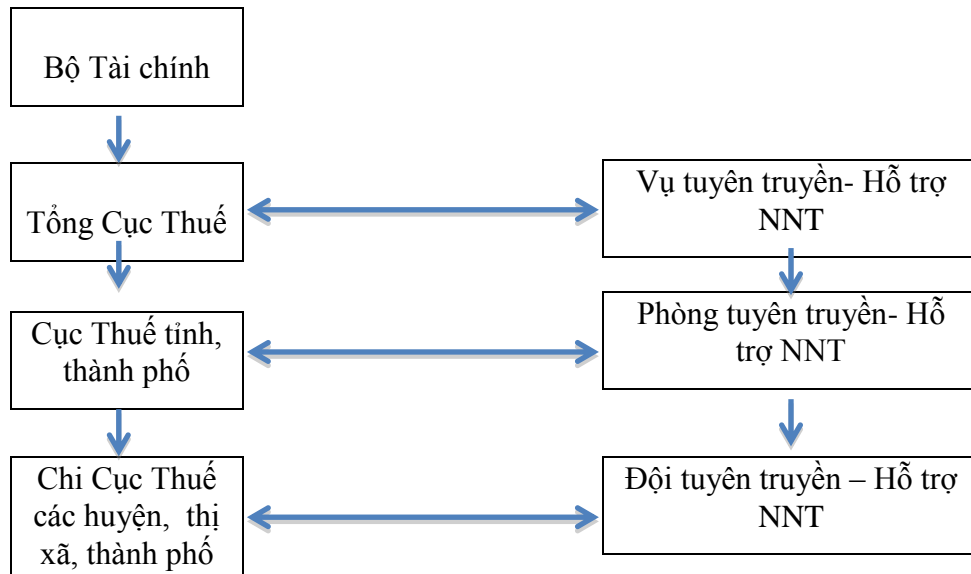 Bộ Tài chính
Tổng Cục Thuế
Vụ tuyên truyền- Hỗ trợ
NNT
Cục Thuế tỉnh,
thành phố
Phòng tuyên truyền- Hỗ
trợ NNT
Chi Cục Thuế
các huyện, thị
xã, thành phố
Đội tuyên truyền – Hỗ trợ
NNT